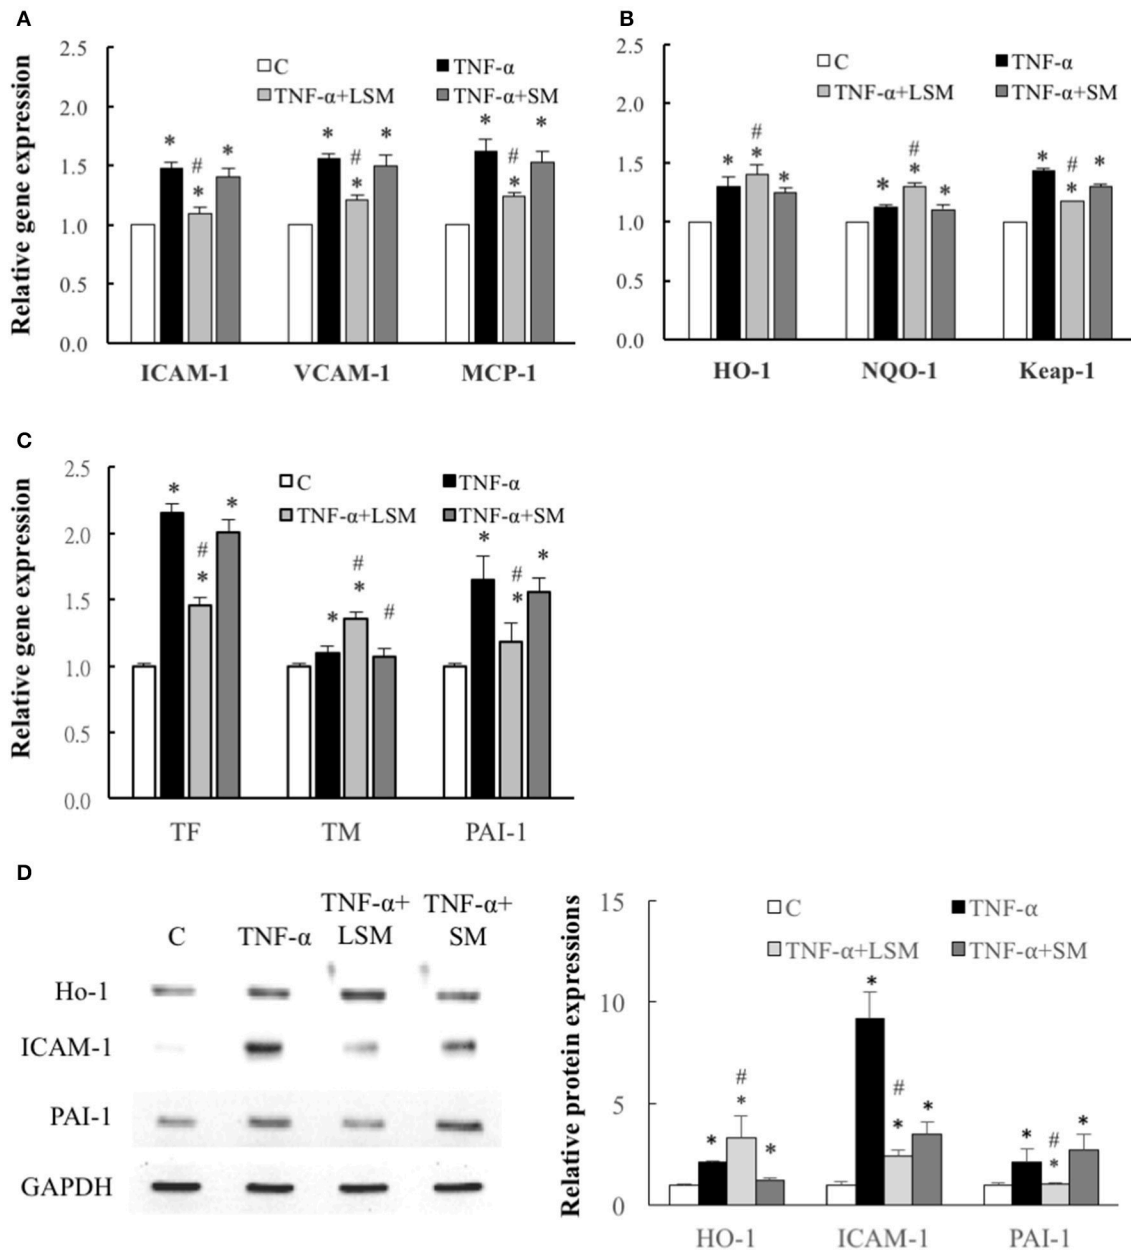 A
Relative gene expression
2.5
2.0
1.5
1.0
0.5
0.0
C
TNF-α
TNF-α+LSM
TNF-α+SM
* # * * * # * * * # * *
ICAM-1 VCAM-1 MCP-1
B
2.5
2.0
1.5
1.0
0.5
0.0
C
TNF-α
TNF-α+LSM
TNF-α+SM
* # * * * # * * * # * *
HO-1 NQO-1 Keap-1
C
Relative gene expression
2.5
2.0
1.5
1.0
0.5
0.0
C
TNF-α
TNF-α+LSM
TNF-α+SM
* # * * * # * # * # * *
TF TM PAI-1
D
C TNF-α TNF-α+ LSM TNF-α+ SM
Ho-1
ICAM-1
PAI-1
GAPDH
Relative protein expressions
15
10
5
0
C
TNF-α
TNF-α+LSM
TNF-α+SM
* # * * * # * * * # * *
HO-1 ICAM-1 PAI-1